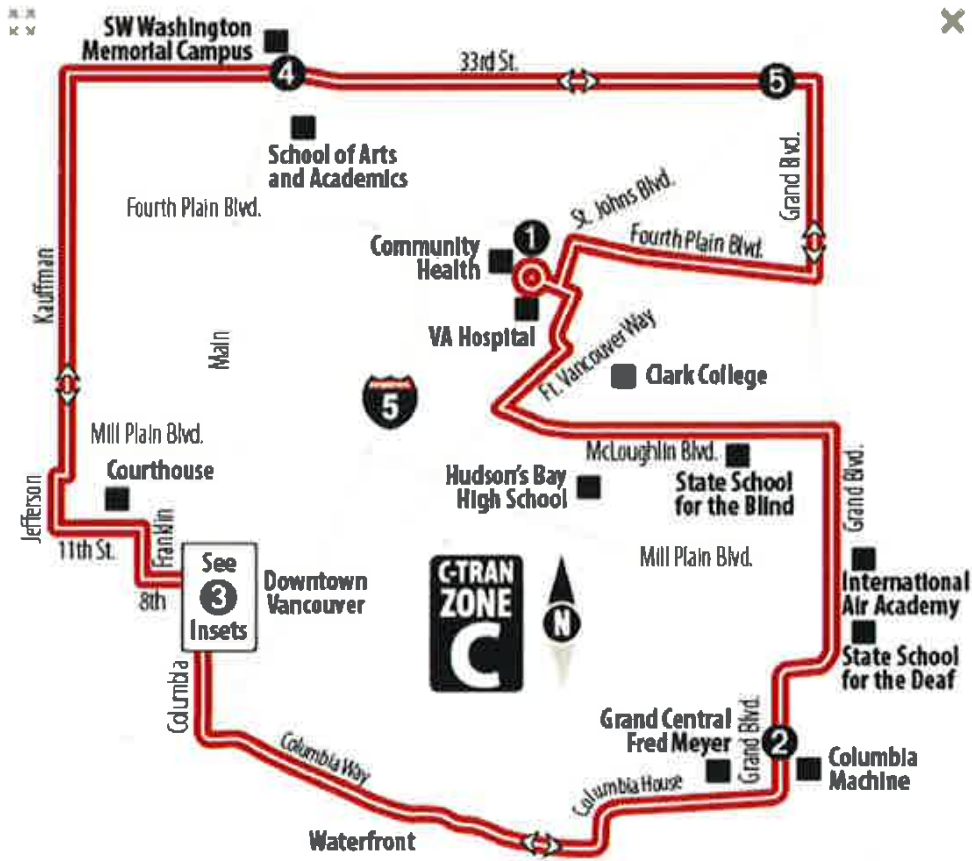 SW Washington
Memorial Campus
4
33rd St.
5
School of Arts
and Academics
Fourth Plain Blvd.
Grand Blvd.
St. Johns Blvd.
1
Community
Health
Fourth Plain Blvd.
Kauffman
VA Hospital
Main
Ft. Vancouver Way
Clark College
5
Mill Plain Blvd.
McLoughlin Blvd.
Courthouse
Hudson's Bay
High School
State School
for the Blind
Grand Blvd.
Jefferson
11th St.
Franklin
8th
See
3
Insets
Downtown
Vancouver
C-TRAN
ZONE
C
N
Mill Plain Blvd.
International
Air Academy
State School
for the Deaf
Columbia
Grand Central
Fred Meyer
Grand Blvd.
2
Columbia
Machine
Columbia Way
Columbia House
Waterfront